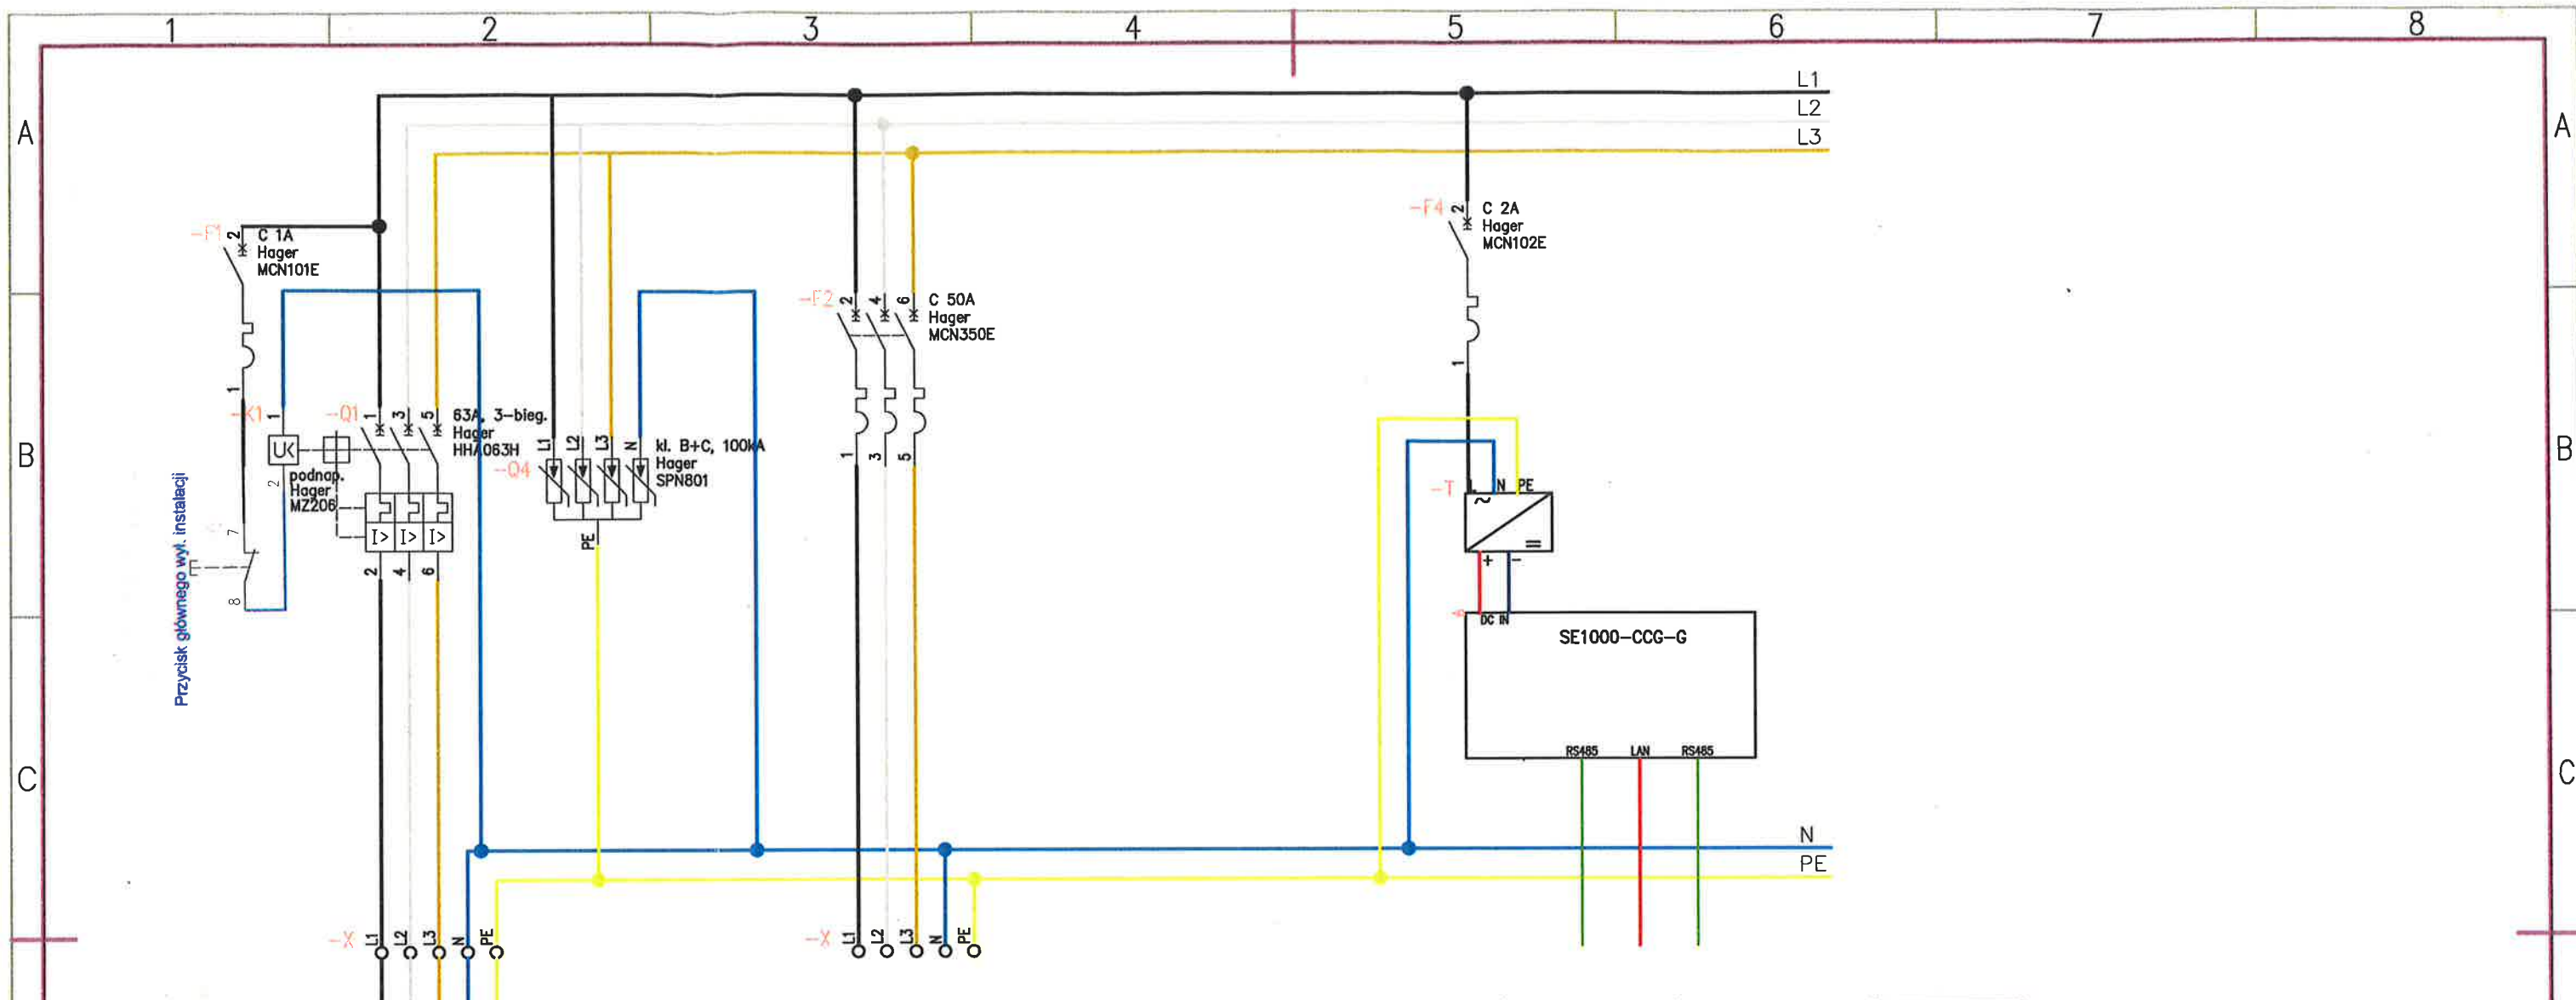 1 2 3 4 5 6 7 8
L1
L2
L3
A A
-F1 2 C 1A
Hager
MCN101E
1
-F4 2 C 2A
Hager
MCN102E
1
-F2 2 4 6 C 50A
Hager
MCN350E
1 3 5
-K1 1
U<
2
podnap.
Hager
MZ206
-Q1 1 3 5 63A, 3-bieg.
Hager
HHA063H
I> I> I>
2 4 6
-Q4 L1 L2 L3 N kl. B+C, 100kA
Hager
SPN801
PE
B B
Przycisk głównego wył. instalacji
7
8
-T L N PE
~
=
+ -
DC IN
SE1000-CCG-G
RS485 LAN RS485
C C
N
PE
-X L1 L2 L3 N PE
-X L1 L2 L3 N PE